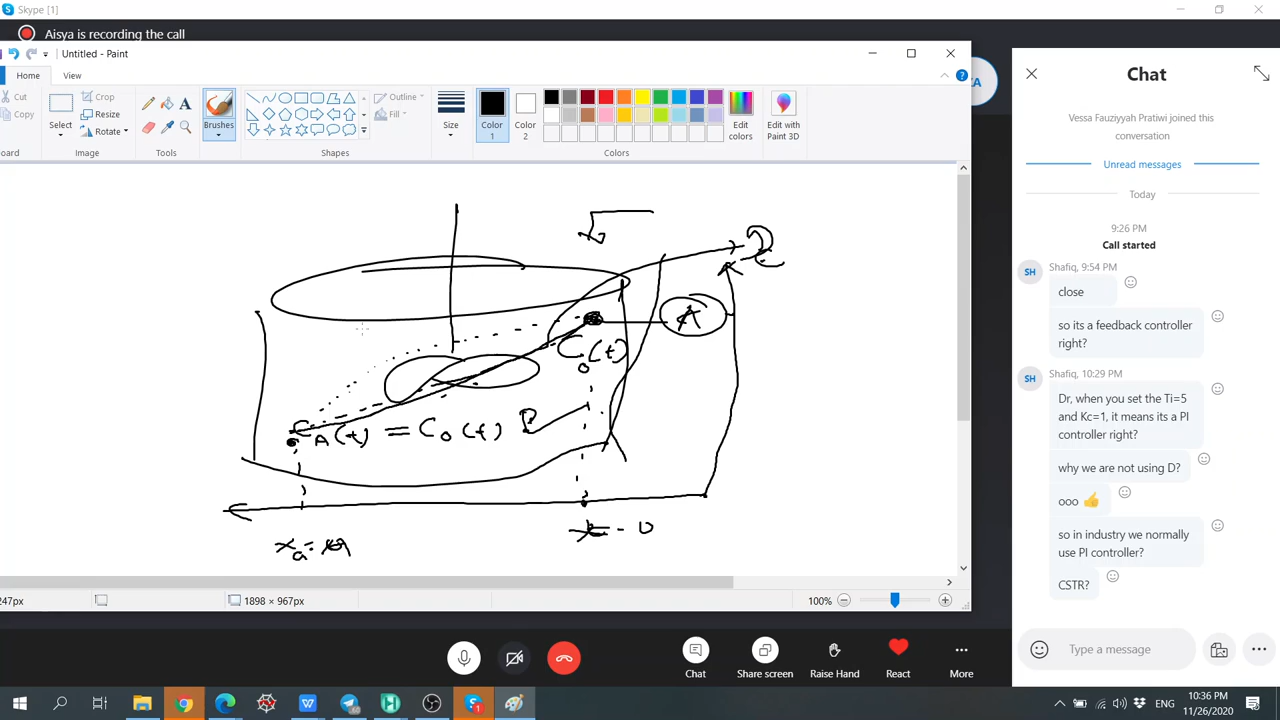 Skype [1]
Aisya is recording the call
Untitled - Paint
Home
View
Cut
Copy
Select
Crop
Resize
Rotate
Brushes
Outline
Fill
Size
Color 1
Color 2
Edit colors
Edit with Paint 3D
oard
Image
Tools
Shapes
Colors
A
C₀(t)
C_A(t) = C₀(t)
247px
1898 × 967px
100%
A
Chat
Vessa Fauziyyah Pratiwi joined this conversation
Unread messages
Today
9:26 PM
Call started
SH
Shafiq, 9:54 PM
close
so its a feedback controller right?
SH
Shafiq, 10:29 PM
Dr, when you set the Ti=5 and Kc=1, it means its a PI controller right?
why we are not using D?
ooo 👍
so in industry we normally use PI controller?
CSTR?
Type a message
Chat
Share screen
Raise Hand
React
More
ENG
10:36 PM
11/26/2020